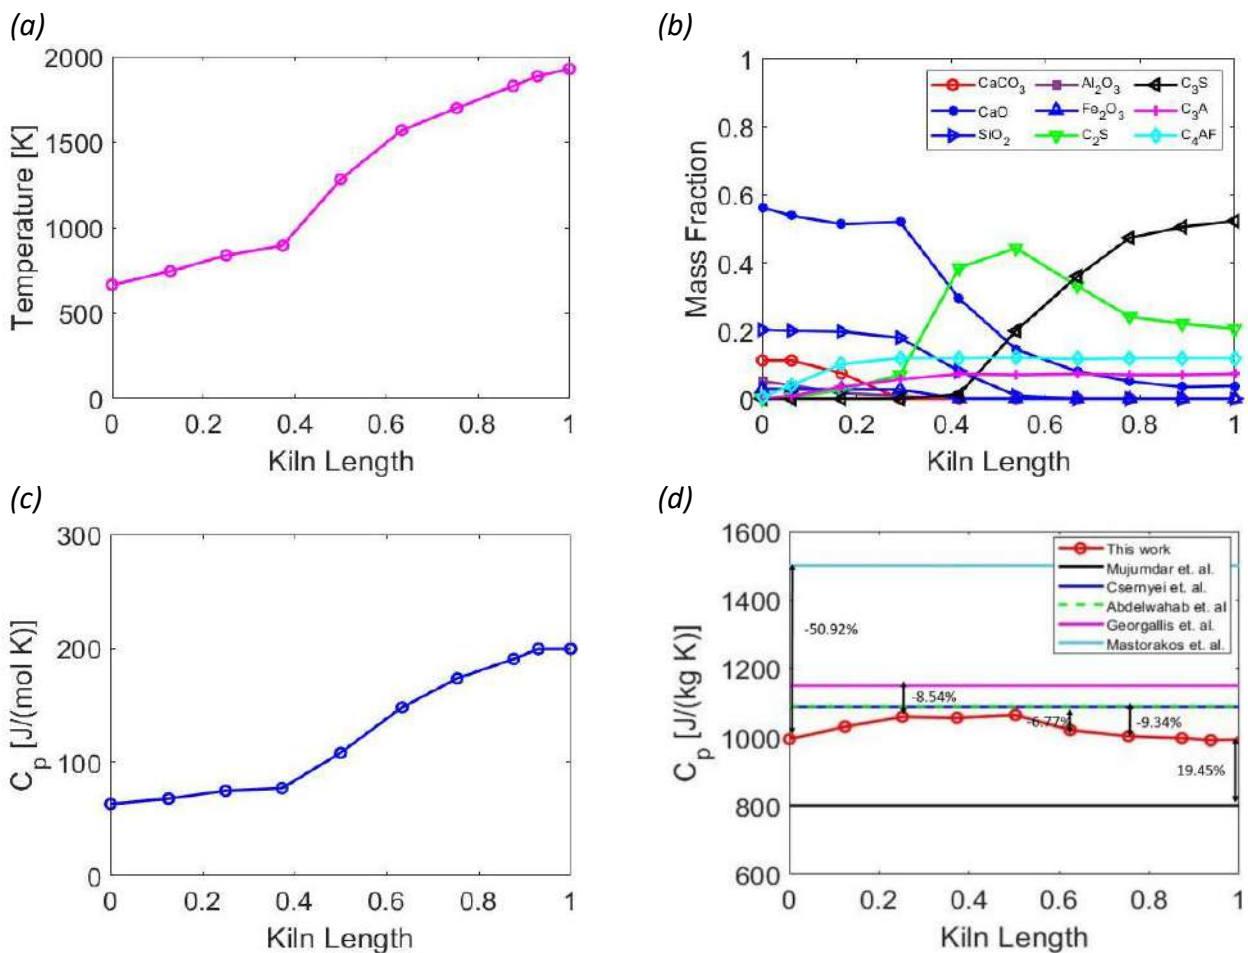 (a)
2000
1500
1000
500
0
Temperature [K]
0 0.2 0.4 0.6 0.8 1
Kiln Length
(b)
1
0.8
0.6
0.4
0.2
0
Mass Fraction
CaCO3 Al2O3 C3S
CaO Fe2O3 C3A
SiO2 C2S C4AF
0 0.2 0.4 0.6 0.8 1
Kiln Length
(c)
300
200
100
0
Cp [J/(mol K)]
0 0.2 0.4 0.6 0.8 1
Kiln Length
(d)
1600
1400
1200
1000
800
600
Cp [J/(kg K)]
This work
Mujumdar et. al.
Csernyei et. al.
Abdelwahab et. al
Georgallis et. al.
Mastorakos et. al.
-50.92%
-8.54%
-6.77%
-9.34%
19.45%
0 0.2 0.4 0.6 0.8 1
Kiln Length